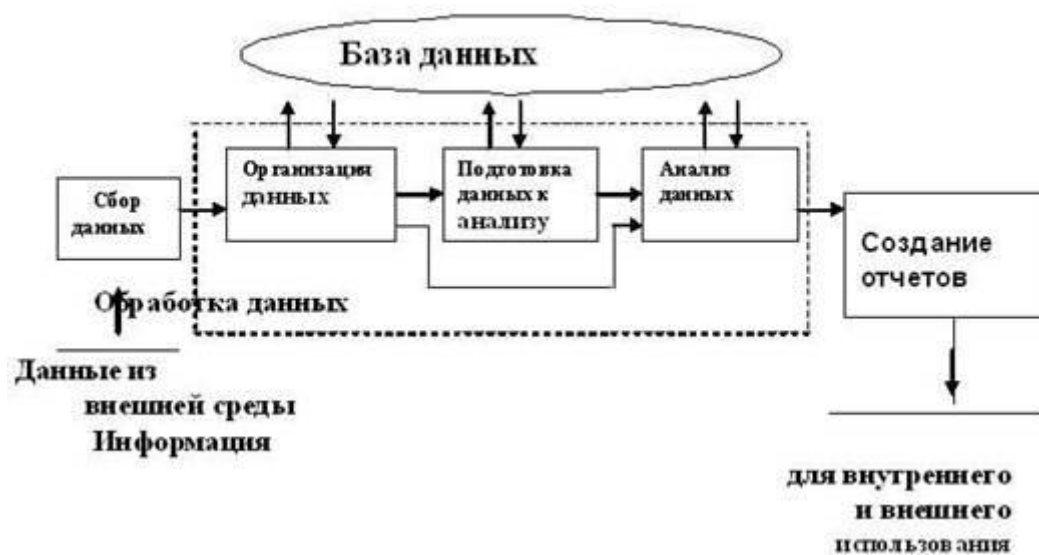 База данных
Организация
данных
Подготовка
данных к
анализу
Анализ
данных
Сбор
данных
Создание
отчетов
Обработка данных
Данные из
внешней среды
Информация
для внутреннего
и внешнего
использования